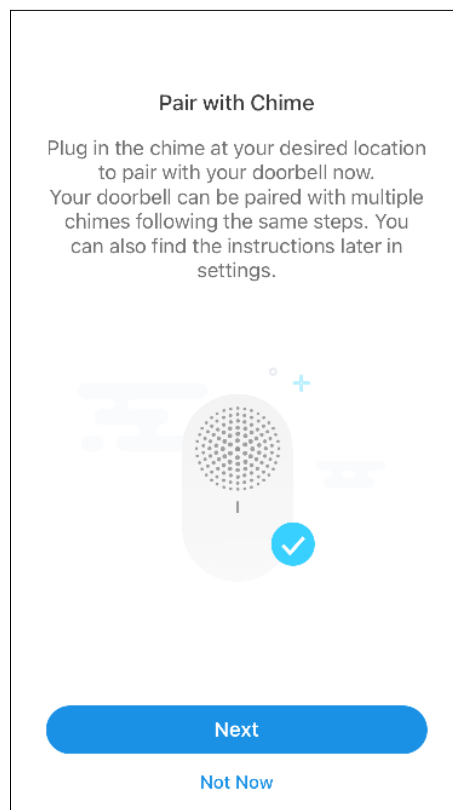 Pair with Chime
Plug in the chime at your desired location
to pair with your doorbell now.
Your doorbell can be paired with multiple
chimes following the same steps. You
can also find the instructions later in
settings.
Next
Not Now